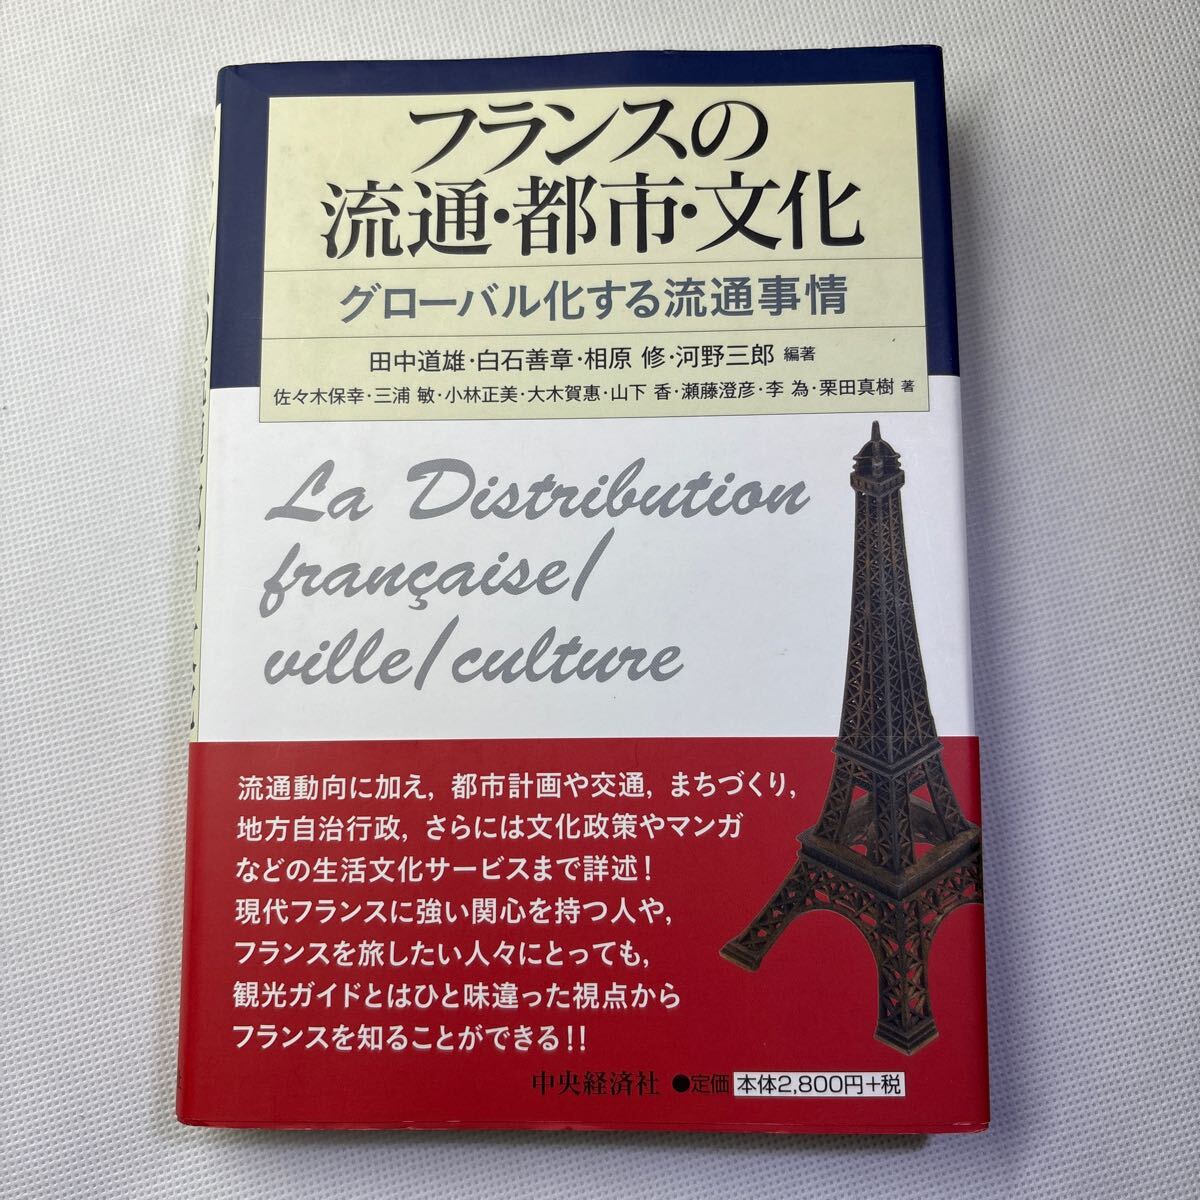 フランスの
流通・都市・文化
グローバル化する流通事情
田中道雄・白石善章・相原 修・河野三郎 編著
佐々木保幸・三浦 敏・小林正美・大木賀惠・山下 香・瀬藤澄彦・李 為・栗田真樹 著
La Distribution
française/
ville/culture
流通動向に加え，都市計画や交通，まちづくり，
地方自治行政，さらには文化政策やマンガ
などの生活文化サービスまで詳述！
現代フランスに強い関心を持つ人や，
フランスを旅したい人々にとっても，
観光ガイドとはひと味違った視点から
フランスを知ることができる！！
中央経済社 ●定価 本体2,800円+税